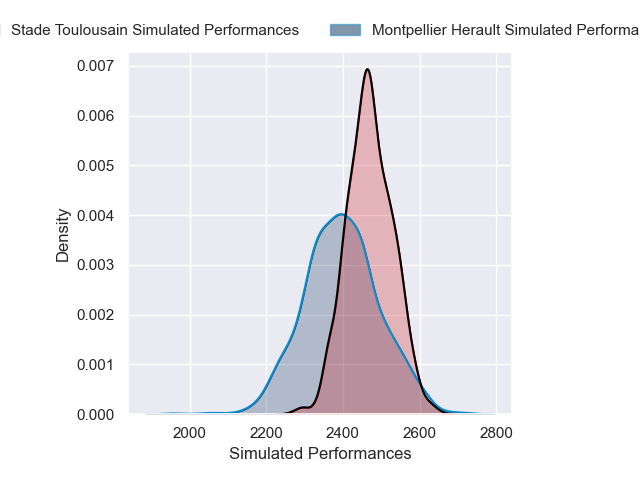 Stade Toulousain Simulated Performances
Montpellier Herault Simulated Performa
0.007
0.006
0.005
0.004
0.003
0.002
0.001
0.000
Density
2000 2200 2400 2600 2800
Simulated Performances